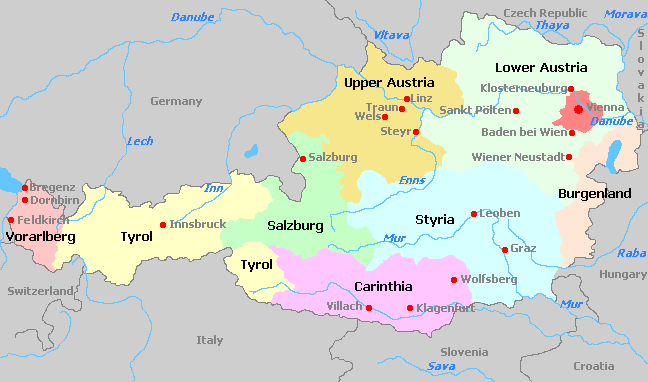 Danube
Vltava
Czech Republic
Thaya
Morava
Slovakia
Germany
Upper Austria
Lower Austria
Linz
Traun
Wels
Steyr
Klosterneuburg
Sankt Pölten
Vienna
Danube
Baden bei Wien
Wiener Neustadt
Lech
Salzburg
Bregenz
Dornbirn
Feldkirch
Vorarlberg
Inn
Innsbruck
Tyrol
Enns
Burgenland
Salzburg
Styria
Leoben
Mur
Graz
Raba
Tyrol
Carinthia
Wolfsberg
Hungary
Switzerland
Villach
Klagenfurt
Mur
Italy
Slovenia
Sava
Croatia